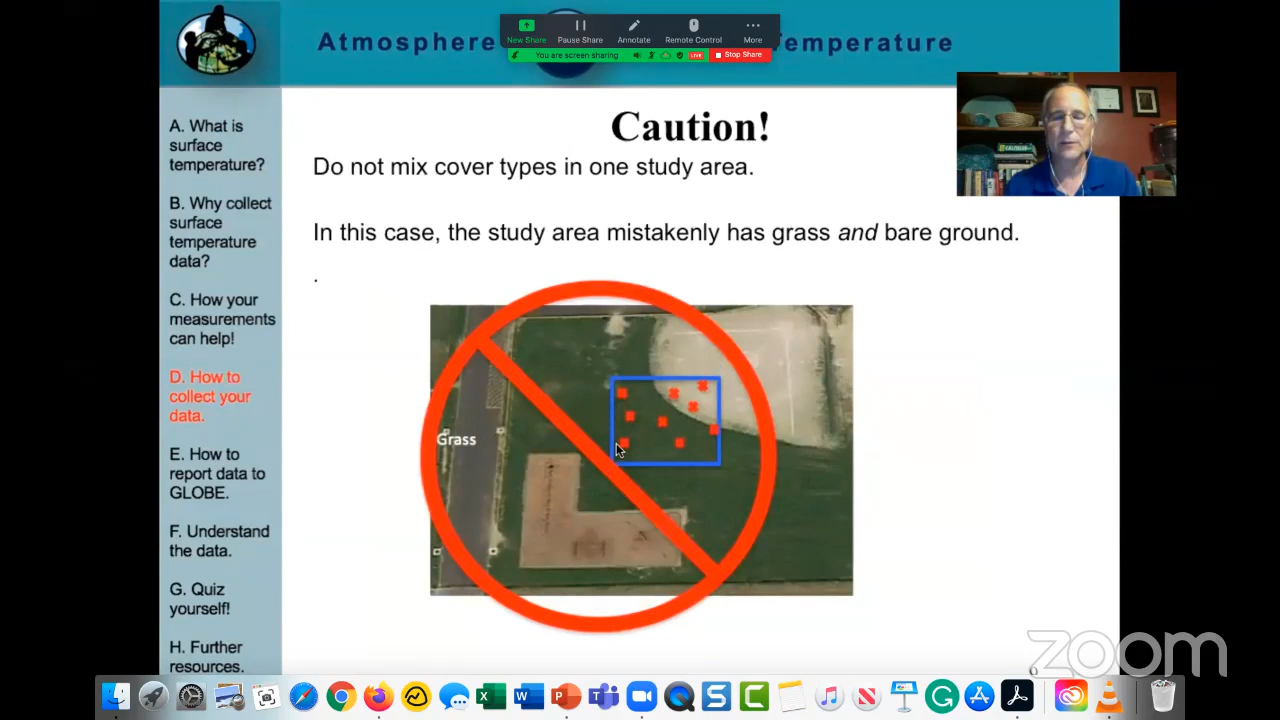 New Share
Pause Share
Annotate
Remote Control
More
You are screen sharing
LIVE
Stop Share
Atmosphere
Temperature
A. What is
surface
temperature?
B. Why collect
surface
temperature
data?
C. How your
measurements
can help!
D. How to
collect your
data.
E. How to
report data to
GLOBE.
F. Understand
the data.
G. Quiz
yourself!
H. Further
resources.
Caution!
Do not mix cover types in one study area.
In this case, the study area mistakenly has grass and bare ground.
.
Grass
CALCULUS
zoom